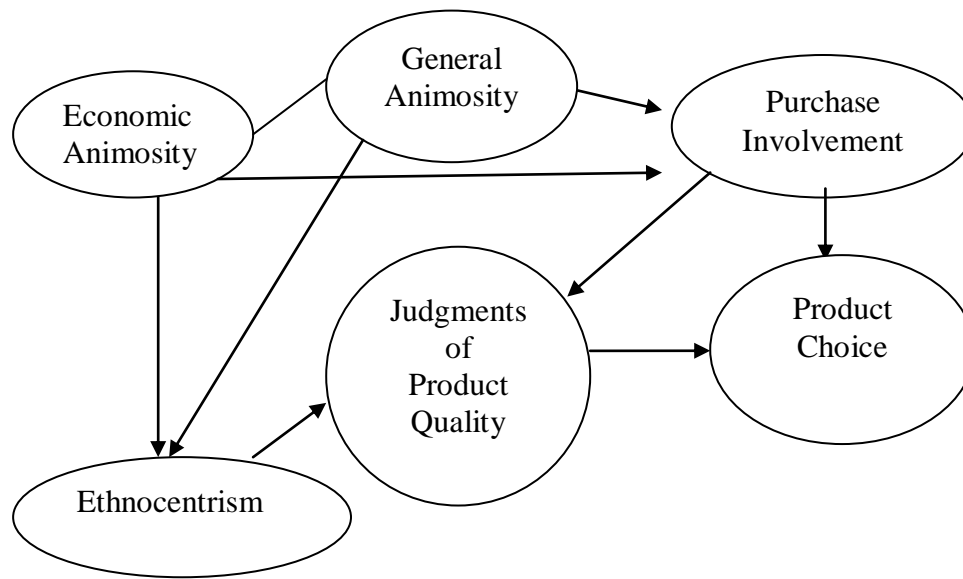 General
Animosity
Economic
Animosity
Purchase
Involvement
Judgments
of
Product
Quality
Product
Choice
Ethnocentrism